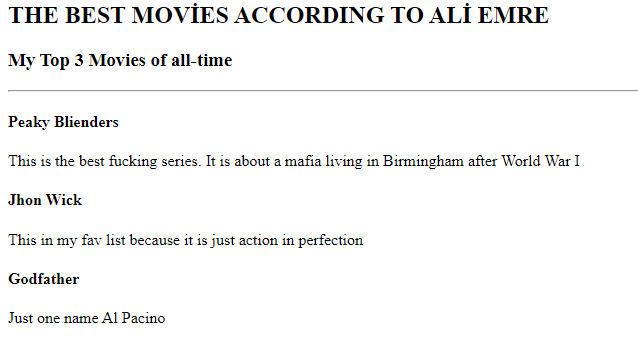 THE BEST MOVİES ACCORDING TO ALİ EMRE
My Top 3 Movies of all-time
Peaky Blienders
This is the best fucking series. It is about a mafia living in Birmingham after World War I
Jhon Wick
This in my fav list because it is just action in perfection
Godfather
Just one name Al Pacino